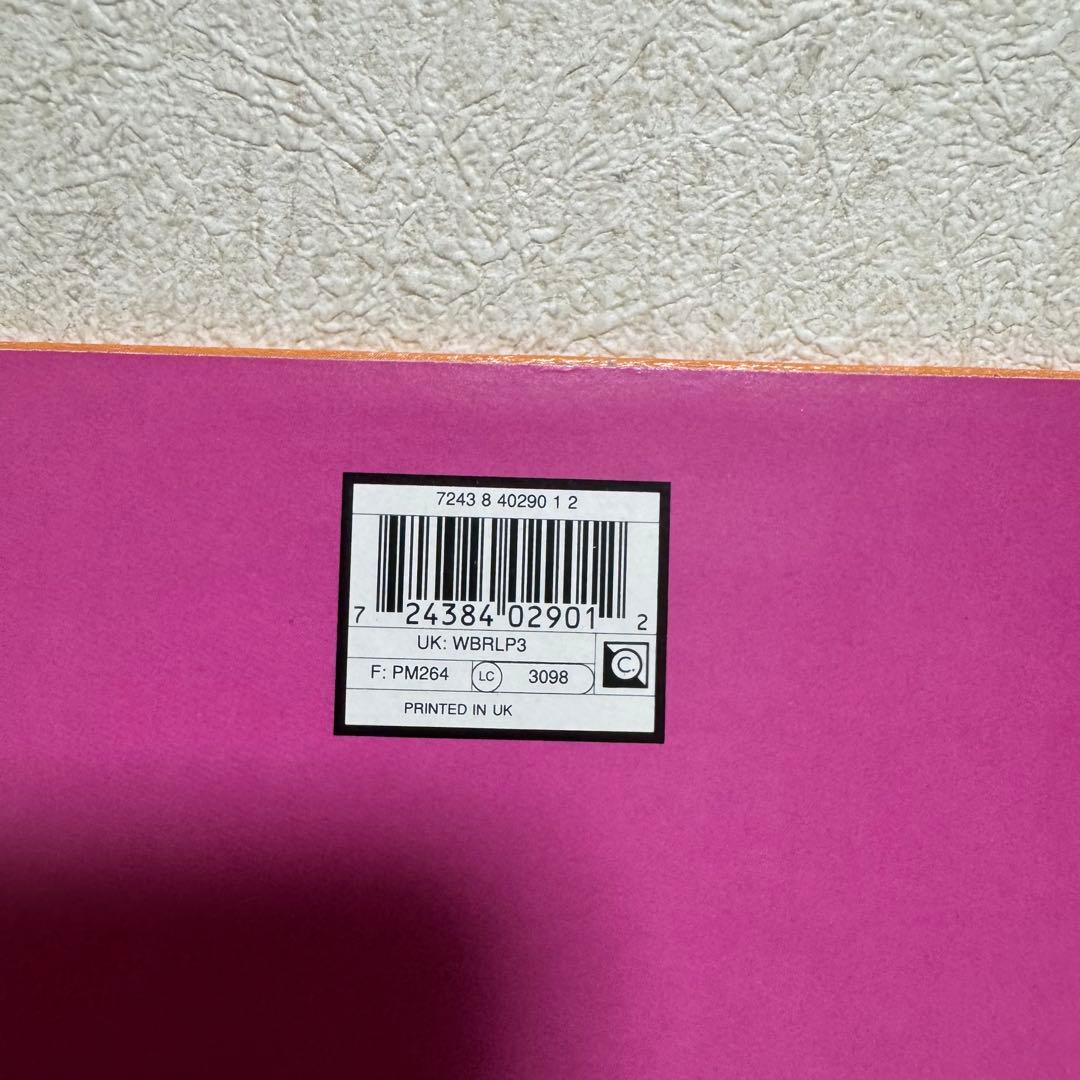 7243 8 40290 1 2
7 24384 02901 2
UK: WBRLP3
C.
F: PM264 LC 3098
PRINTED IN UK